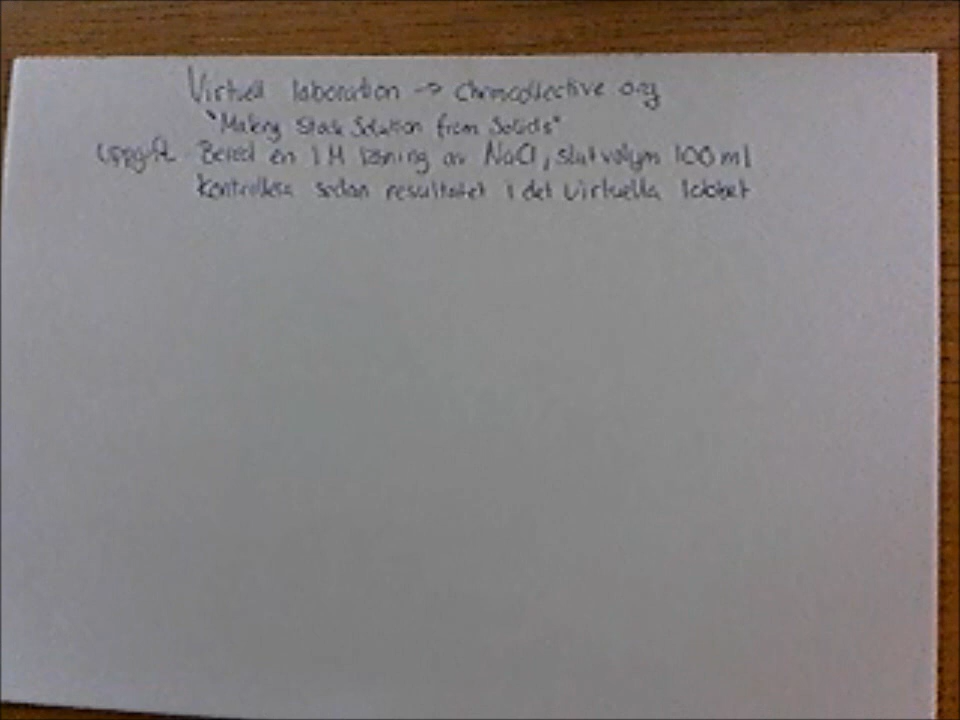 Virtuell laboration -> Chemcollective.org
"Making Stock Solution from Solids"
Uppgift Bered en 1 M lösning av NaCl, slutvolym 100 ml
Kontrollera sedan resultatet i det virtuella labbet